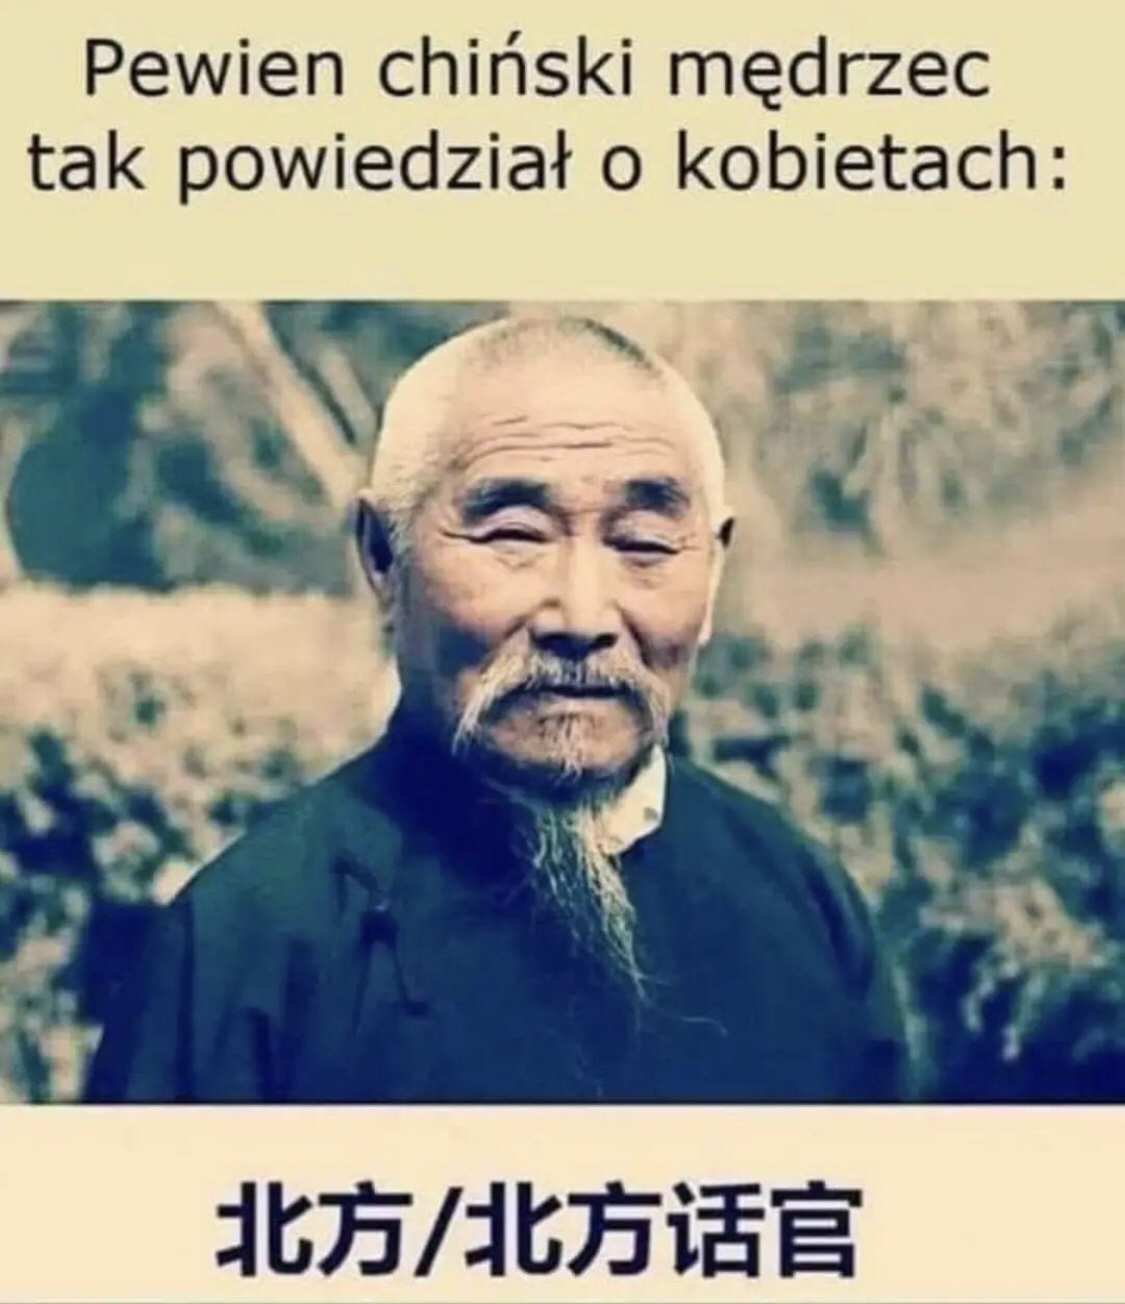 Pewien chiński mędrzec
tak powiedział o kobietach:
北方/北方话官